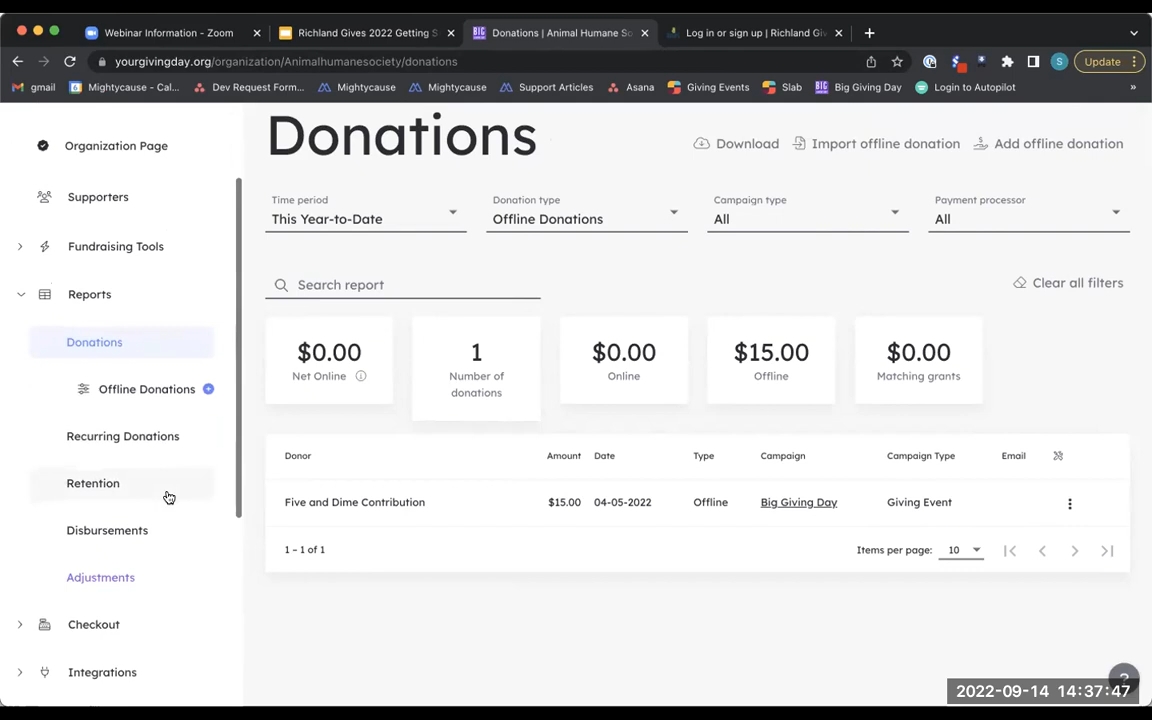 Webinar Information - Zoom
Richland Gives 2022 Getting S
BIG Donations | Animal Humane So
Log in or sign up | Richland Giv
yourgivingday.org/organization/Animalhumanesociety/donations
S
Update
gmail
Mightycause - Cal...
Dev Request Form...
Mightycause
Mightycause
Support Articles
Asana
Giving Events
Slab
Big Giving Day
Login to Autopilot
»
Organization Page
Supporters
Fundraising Tools
Reports
Donations
Offline Donations
Recurring Donations
Retention
Disbursements
Adjustments
Checkout
Integrations
Donations
Download
Import offline donation
Add offline donation
Time period
This Year-to-Date
Donation type
Offline Donations
Campaign type
All
Payment processor
All
Search report
Clear all filters
$0.00
Net Online
1
Number of
donations
$0.00
Online
$15.00
Offline
$0.00
Matching grants
Donor Amount Date Type Campaign Campaign Type Email
Five and Dime Contribution $15.00 04-05-2022 Offline Big Giving Day Giving Event
1 – 1 of 1
Items per page: 10
?
2022-09-14 14:37:47